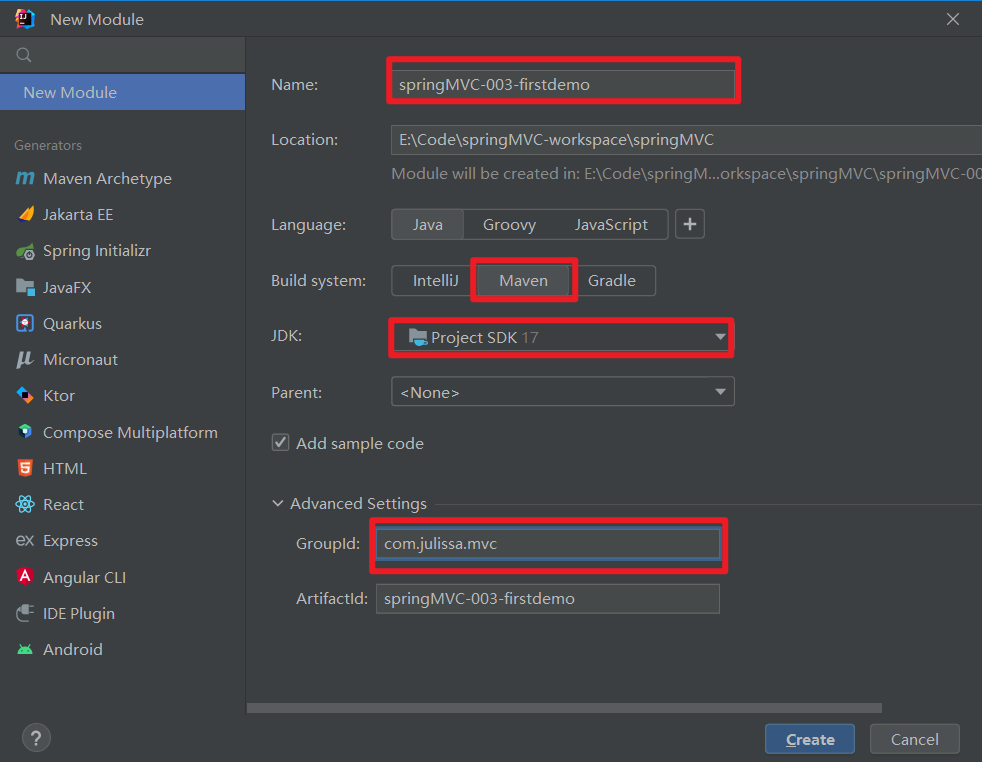 New Module
New Module
Generators
Maven Archetype
Jakarta EE
Spring Initializr
JavaFX
Quarkus
Micronaut
Ktor
Compose Multiplatform
HTML
React
Express
Angular CLI
IDE Plugin
Android
Name: springMVC-003-firstdemo
Location: E:\Code\springMVC-workspace\springMVC
Module will be created in: E:\Code\springM...orkspace\springMVC\springMVC-00
Language: Java Groovy JavaScript +
Build system: IntelliJ Maven Gradle
JDK: Project SDK 17
Parent: <None>
Add sample code
Advanced Settings
GroupId: com.julissa.mvc
ArtifactId: springMVC-003-firstdemo
? Create Cancel